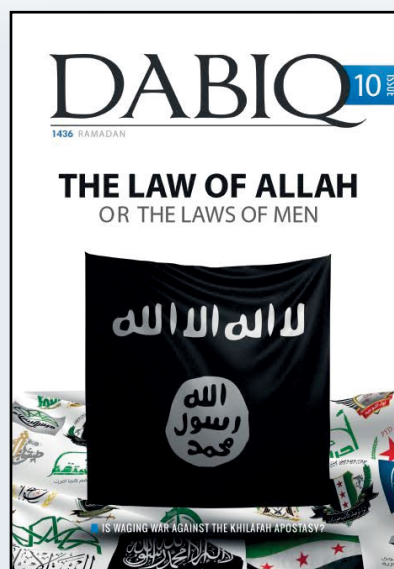 DABIQ
10 ISSUE
1436 RAMADAN
THE LAW OF ALLAH
OR THE LAWS OF MEN
لا اله الا الله
الله
رسول
محمد
IS WAGING WAR AGAINST THE KHILAFAH APOSTASY?